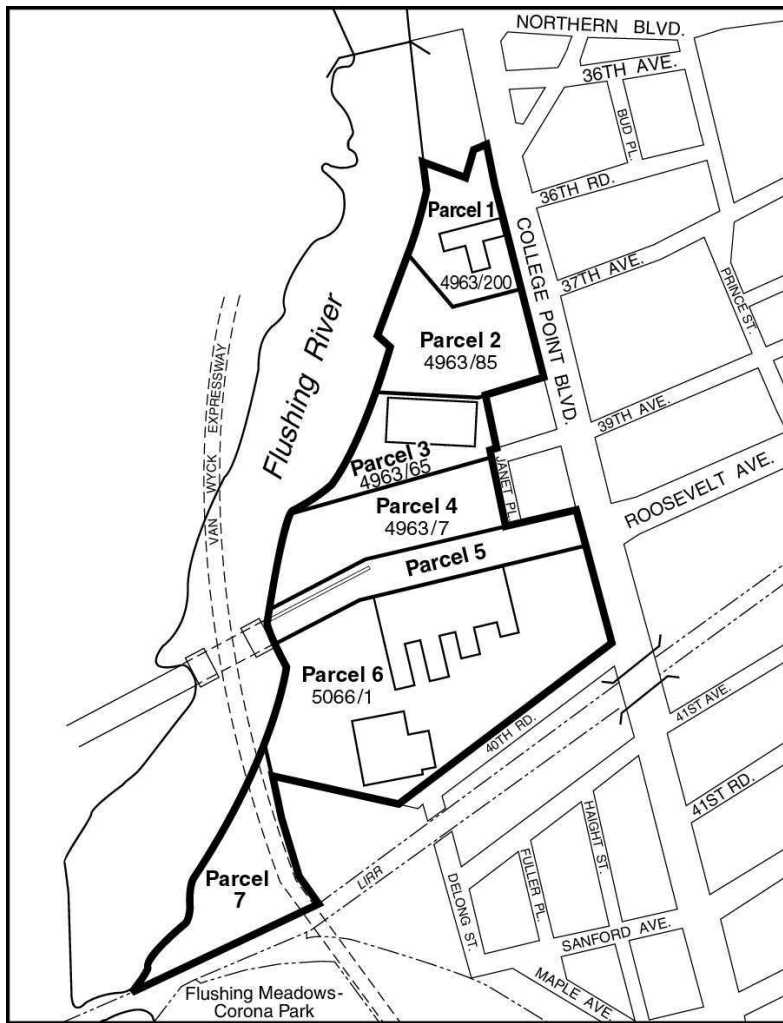 NORTHERN BLVD.
36TH AVE.
BUD PL.
36TH RD.
Parcel 1
4963/200
COLLEGE POINT BLVD.
37TH AVE.
PRINCE ST.
Flushing River
Parcel 2
4963/85
VAN WYCK EXPRESSWAY
39TH AVE.
Parcel 3
4963/65
JANET PL.
ROOSEVELT AVE.
Parcel 4
4963/7
Parcel 5
Parcel 6
5066/1
40TH RD.
41ST AVE.
41ST RD.
HAIGHT ST.
FULLER PL.
DELONG ST.
LIRR
Parcel
7
SANFORD AVE.
MAPLE AVE.
Flushing Meadows-
Corona Park